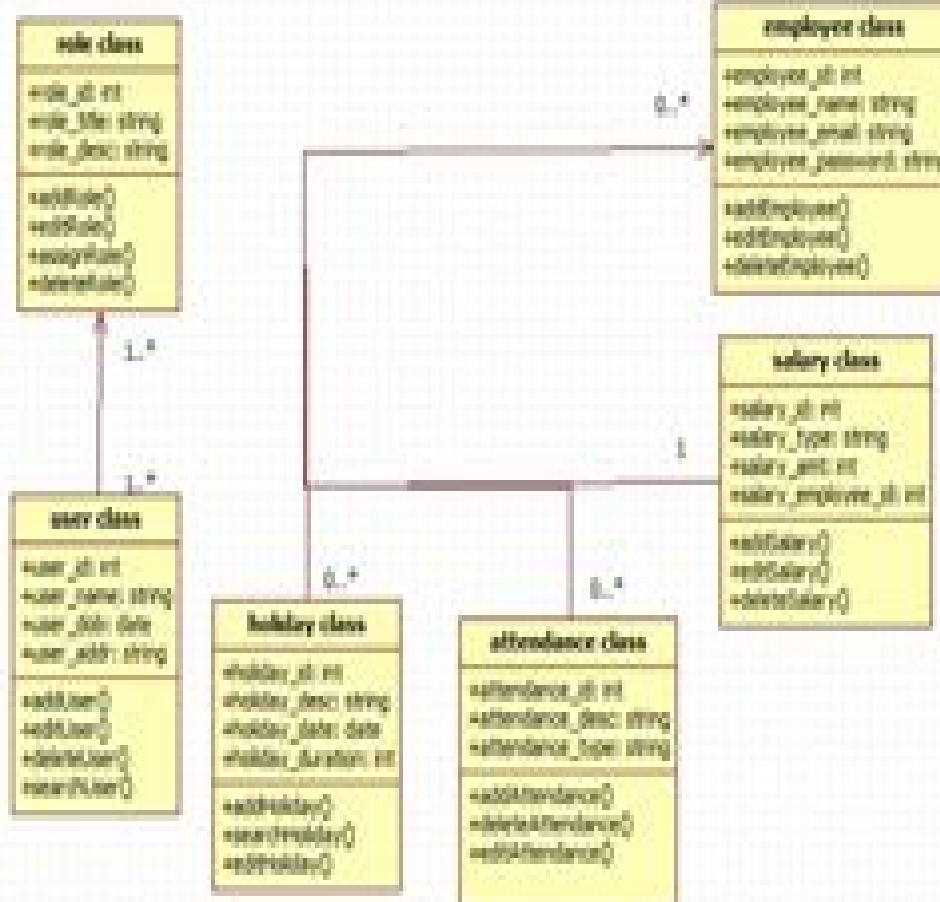 role class
+role_id: int
+role_title: string
+role_desc: string
+addRole()
+editRole()
+assignRole()
+deleteRole()
1..*
1..*
user class
+user_id: int
+user_name: string
+user_dob: date
+user_addr: string
+addUser()
+editUser()
+deleteUser()
+searchUser()
employee class
+employee_id: int
+employee_name: string
+employee_email: string
+employee_password: string
+addEmployee()
+editEmployee()
+deleteEmployee()
0..*
salary class
+salary_id: int
+salary_type: string
+salary_amt: int
+salary_employee_id: int
+addSalary()
+editSalary()
+deleteSalary()
1
0..*
holiday class
+holiday_id: int
+holiday_desc: string
+holiday_date: date
+holiday_duration: int
+addHoliday()
+searchHoliday()
+editHoliday()
0..*
attendance class
+attendance_id: int
+attendance_desc: string
+attendance_type: string
+addAttendance()
+deleteAttendance()
+editAttendance()